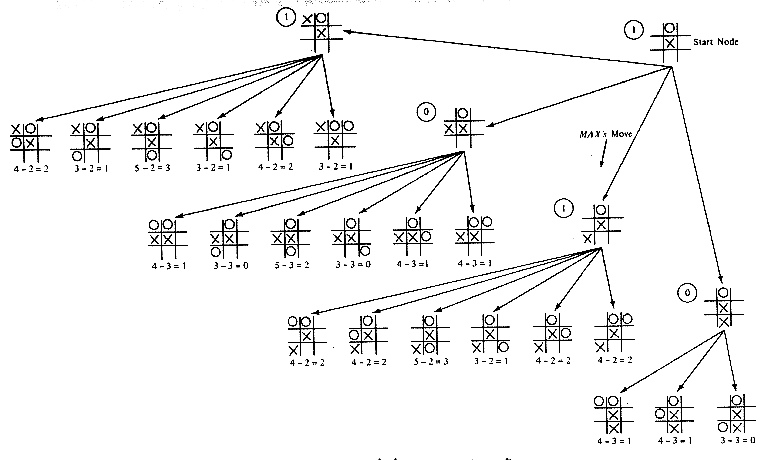 1
X O
X
1
O
X
Start Node
0
O
X X
MAX's Move
X O
O X
4 - 2 = 2
X O
X
O
3 - 2 = 1
X O
X
O
5 - 2 = 3
X O
X
O
3 - 2 = 1
X O
X O
4 - 2 = 2
X O O
X
3 - 2 = 1
1
O
X
X
O O
X X
4 - 3 = 1
O
X X
O
3 - 3 = 0
O
X X
O
5 - 3 = 2
O
X X
O
3 - 3 = 0
O
X X O
4 - 3 = 1
O O
X X
4 - 3 = 1
0
O
X
X
O O
X
X
4 - 2 = 2
O
O X
X
4 - 2 = 2
O
X
X O
5 - 2 = 3
O
X
X O
3 - 2 = 1
O
X O
X
4 - 2 = 2
O O
X
X
4 - 2 = 2
O O
X
X
4 - 3 = 1
O
O X
X
4 - 3 = 1
O
X
O X
3 - 3 = 0